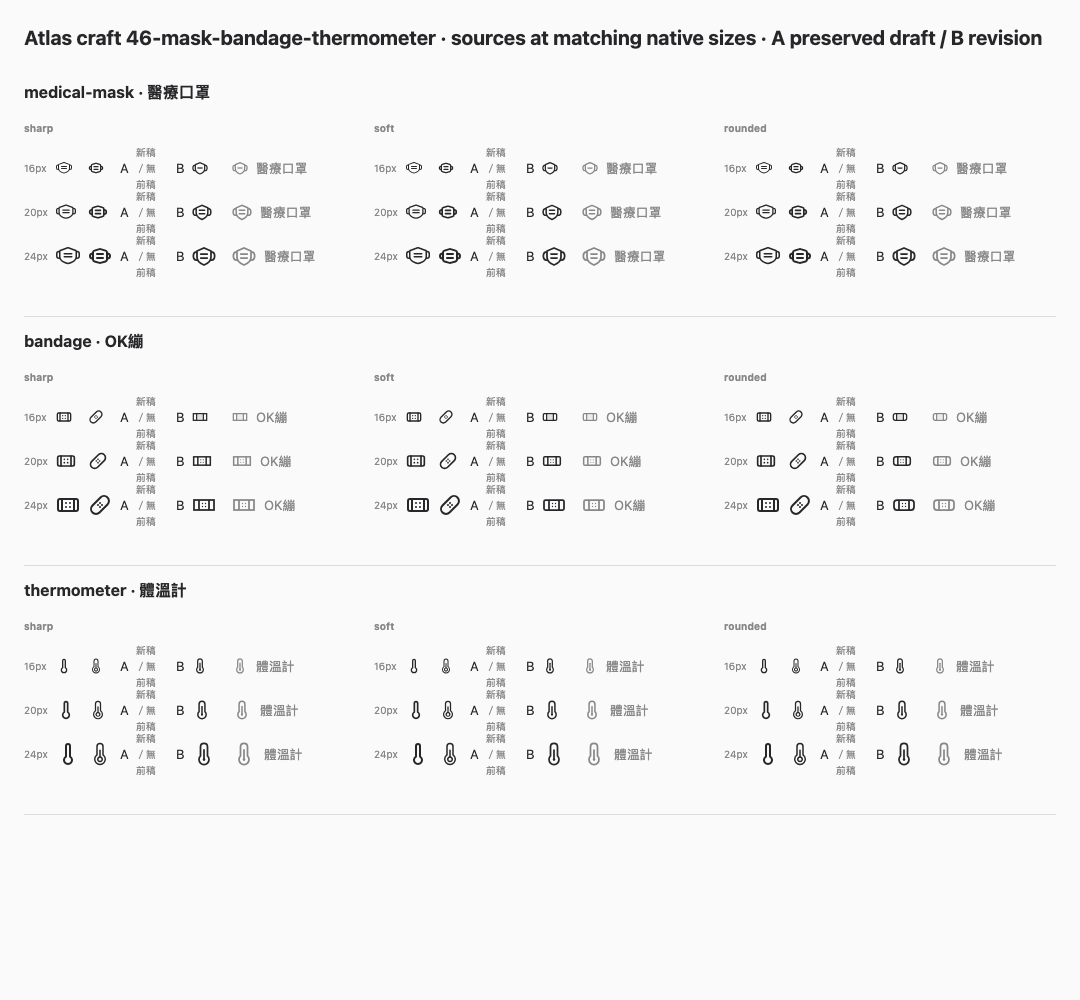 Atlas craft 46-mask-bandage-thermometer · sources at matching native sizes · A preserved draft / B revision
medical-mask · 醫療口罩
sharp soft rounded
16px A 新稿 / 無 前稿 B 醫療口罩 16px A 新稿 / 無 前稿 B 醫療口罩 16px A 新稿 / 無 前稿 B 醫療口罩
20px A 新稿 / 無 前稿 B 醫療口罩 20px A 新稿 / 無 前稿 B 醫療口罩 20px A 新稿 / 無 前稿 B 醫療口罩
24px A 新稿 / 無 前稿 B 醫療口罩 24px A 新稿 / 無 前稿 B 醫療口罩 24px A 新稿 / 無 前稿 B 醫療口罩
bandage · OK繃
sharp soft rounded
16px A 新稿 / 無 前稿 B OK繃 16px A 新稿 / 無 前稿 B OK繃 16px A 新稿 / 無 前稿 B OK繃
20px A 新稿 / 無 前稿 B OK繃 20px A 新稿 / 無 前稿 B OK繃 20px A 新稿 / 無 前稿 B OK繃
24px A 新稿 / 無 前稿 B OK繃 24px A 新稿 / 無 前稿 B OK繃 24px A 新稿 / 無 前稿 B OK繃
thermometer · 體溫計
sharp soft rounded
16px A 新稿 / 無 前稿 B 體溫計 16px A 新稿 / 無 前稿 B 體溫計 16px A 新稿 / 無 前稿 B 體溫計
20px A 新稿 / 無 前稿 B 體溫計 20px A 新稿 / 無 前稿 B 體溫計 20px A 新稿 / 無 前稿 B 體溫計
24px A 新稿 / 無 前稿 B 體溫計 24px A 新稿 / 無 前稿 B 體溫計 24px A 新稿 / 無 前稿 B 體溫計